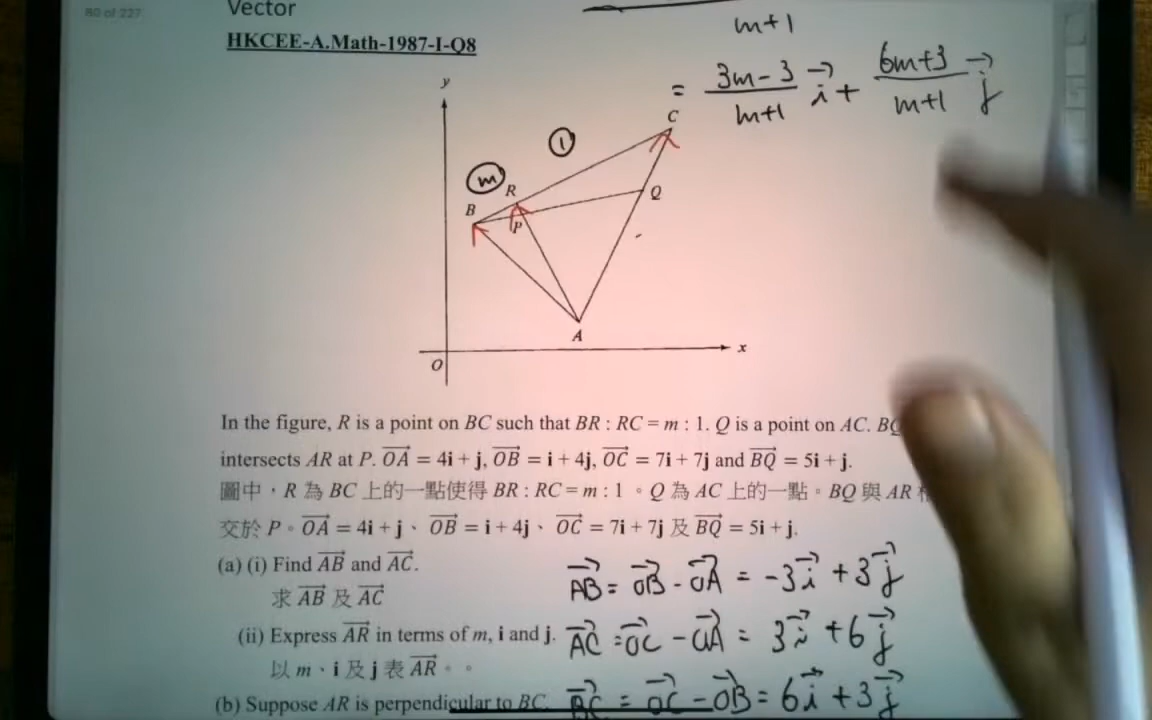 80 of 227
Vector
HKCEE-A.Math-1987-I-Q8
m+1
= 3m-3/m+1 i + 6m+3/m+1 j
y
C
1
m
R
Q
B
P
A
x
O
In the figure, R is a point on BC such that BR : RC = m : 1. Q is a point on AC. BQ
intersects AR at P. OA = 4i + j, OB = i + 4j, OC = 7i + 7j and BQ = 5i + j.
圖中，R 為 BC 上的一點使得 BR : RC = m : 1 。Q 為 AC 上的一點。BQ 與 AR
交於 P。OA = 4i + j、OB = i + 4j、OC = 7i + 7j 及 BQ = 5i + j.
(a) (i) Find AB and AC.
AB = OB - OA = -3i + 3j
求 AB 及 AC
(ii) Express AR in terms of m, i and j.
AC = OC - OA = 3i + 6j
以 m、i 及 j 表 AR。。
(b) Suppose AR is perpendicular to BC.
BC = OC - OB = 6i + 3j